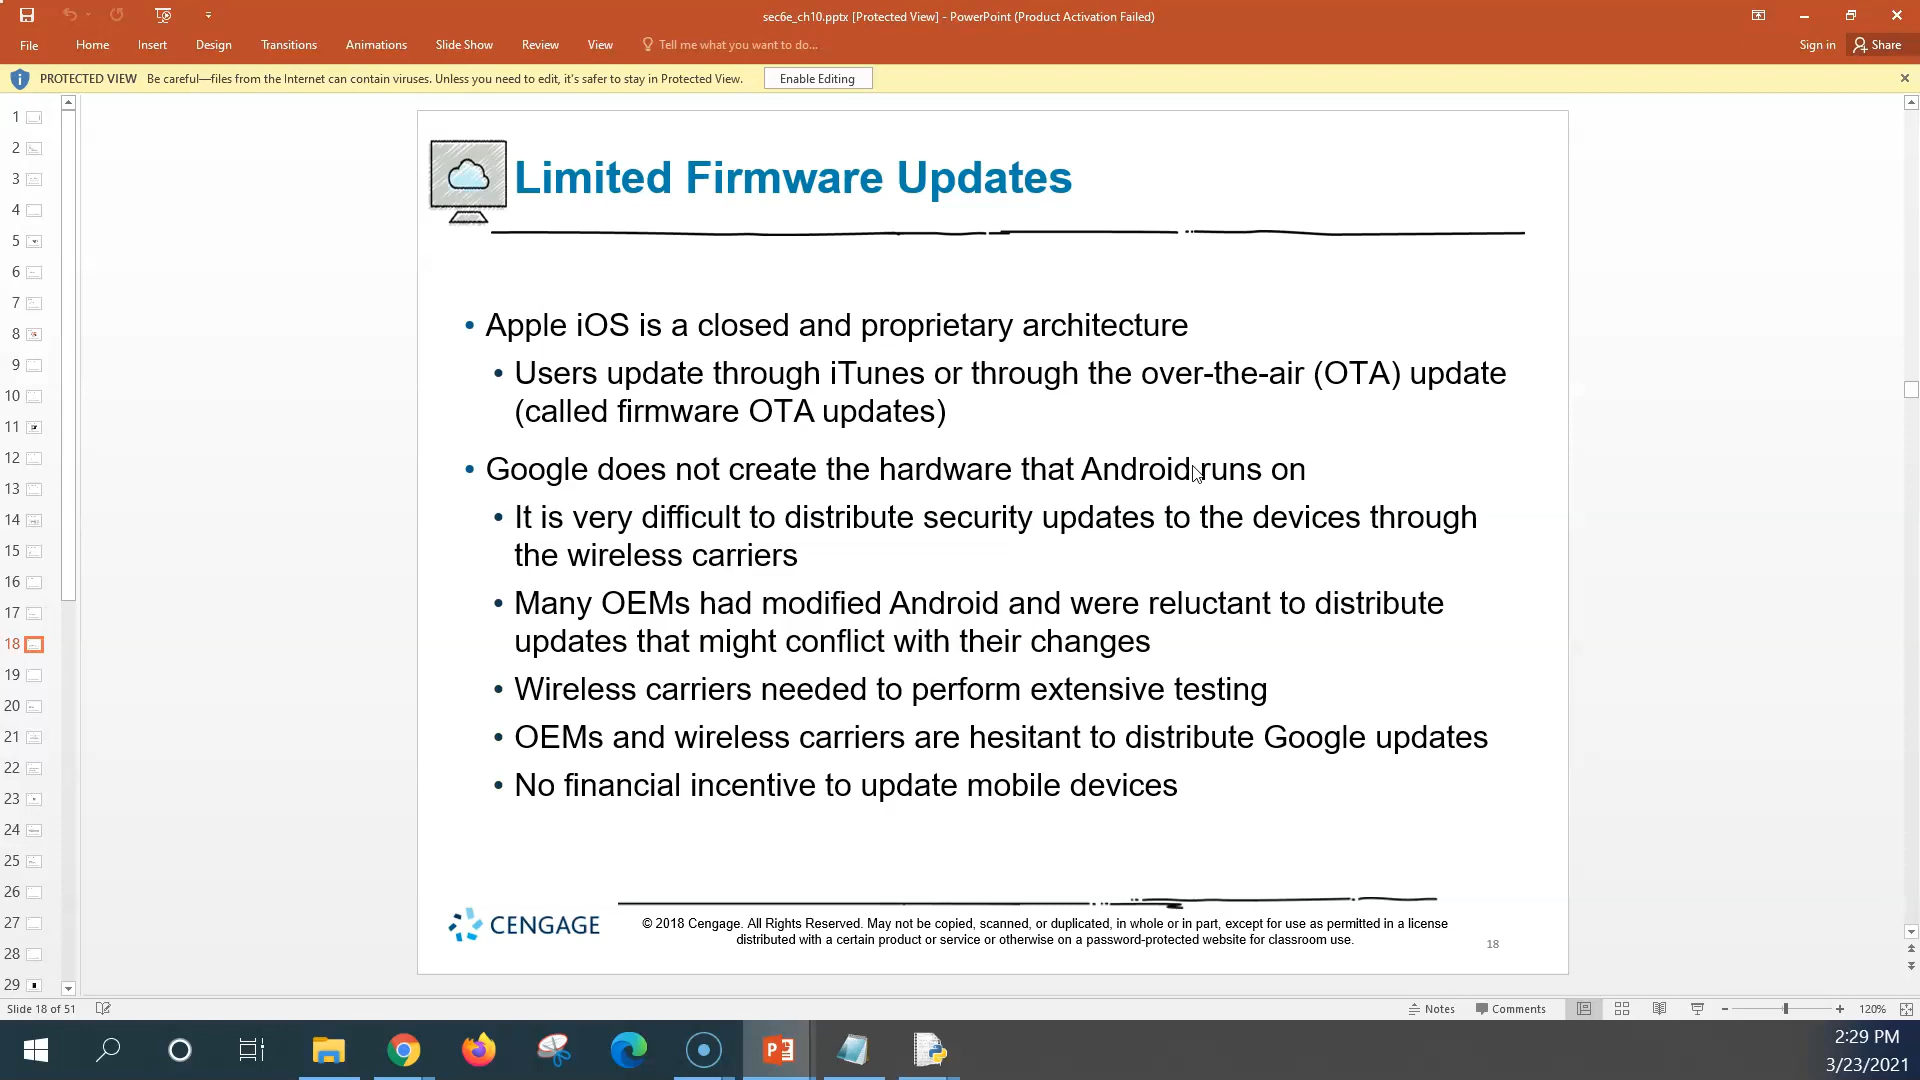 sec6e_ch10.pptx [Protected View] - PowerPoint (Product Activation Failed)
File Home Insert Design Transitions Animations Slide Show Review View Tell me what you want to do... Sign in Share
PROTECTED VIEW Be careful—files from the Internet can contain viruses. Unless you need to edit, it's safer to stay in Protected View. Enable Editing
1
2
3
4
5
6
7
8
9
10
11
12
13
14
15
16
17
18
19
20
21
22
23
24
25
26
27
28
29
Limited Firmware Updates
• Apple iOS is a closed and proprietary architecture
• Users update through iTunes or through the over-the-air (OTA) update
(called firmware OTA updates)
• Google does not create the hardware that Android runs on
• It is very difficult to distribute security updates to the devices through
the wireless carriers
• Many OEMs had modified Android and were reluctant to distribute
updates that might conflict with their changes
• Wireless carriers needed to perform extensive testing
• OEMs and wireless carriers are hesitant to distribute Google updates
• No financial incentive to update mobile devices
CENGAGE
© 2018 Cengage. All Rights Reserved. May not be copied, scanned, or duplicated, in whole or in part, except for use as permitted in a license
distributed with a certain product or service or otherwise on a password-protected website for classroom use.
18
Slide 18 of 51 Notes Comments 120%
2:29 PM
3/23/2021